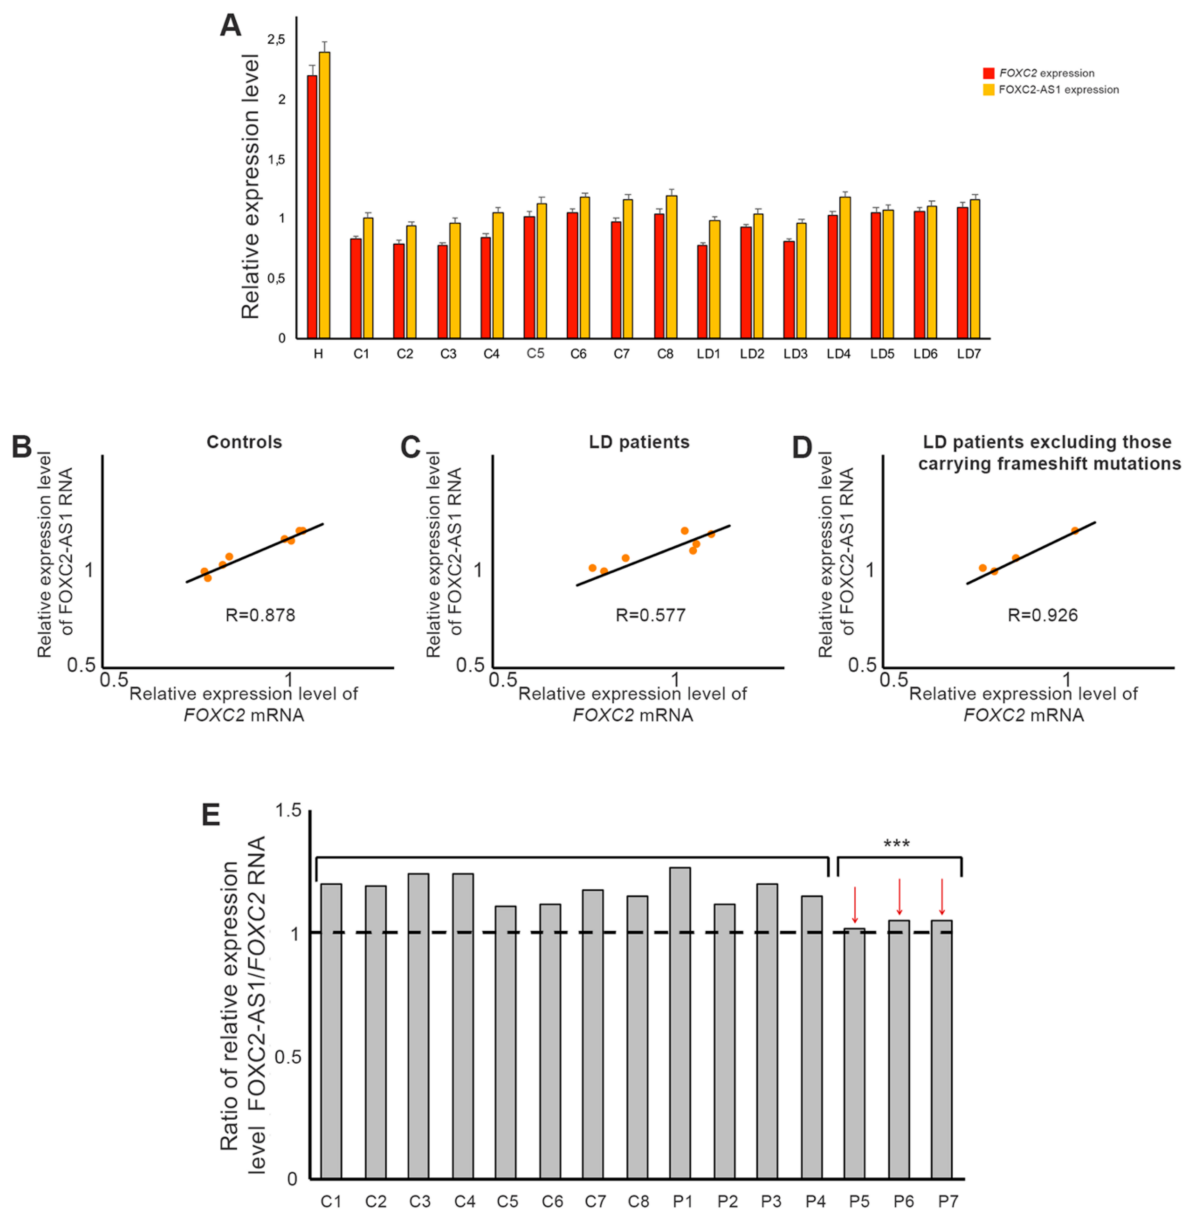 A
Relative expression level
2,5
2
1,5
1
0,5
0
H C1 C2 C3 C4 C5 C6 C7 C8 LD1 LD2 LD3 LD4 LD5 LD6 LD7
FOXC2 expression
FOXC2-AS1 expression
B
Controls
Relative expression level
of FOXC2-AS1 RNA
1
0.5
R=0.878
0.5 1
Relative expression level of
FOXC2 mRNA
C
LD patients
Relative expression level
of FOXC2-AS1 RNA
1
0.5
R=0.577
0.5 1
Relative expression level of
FOXC2 mRNA
D
LD patients excluding those
carrying frameshift mutations
Relative expression level
of FOXC2-AS1 RNA
1
0.5
R=0.926
0.5 1
Relative expression level of
FOXC2 mRNA
E
Ratio of relative expression
level FOXC2-AS1/FOXC2 RNA
1.5
1
0.5
0
***
C1 C2 C3 C4 C5 C6 C7 C8 P1 P2 P3 P4 P5 P6 P7